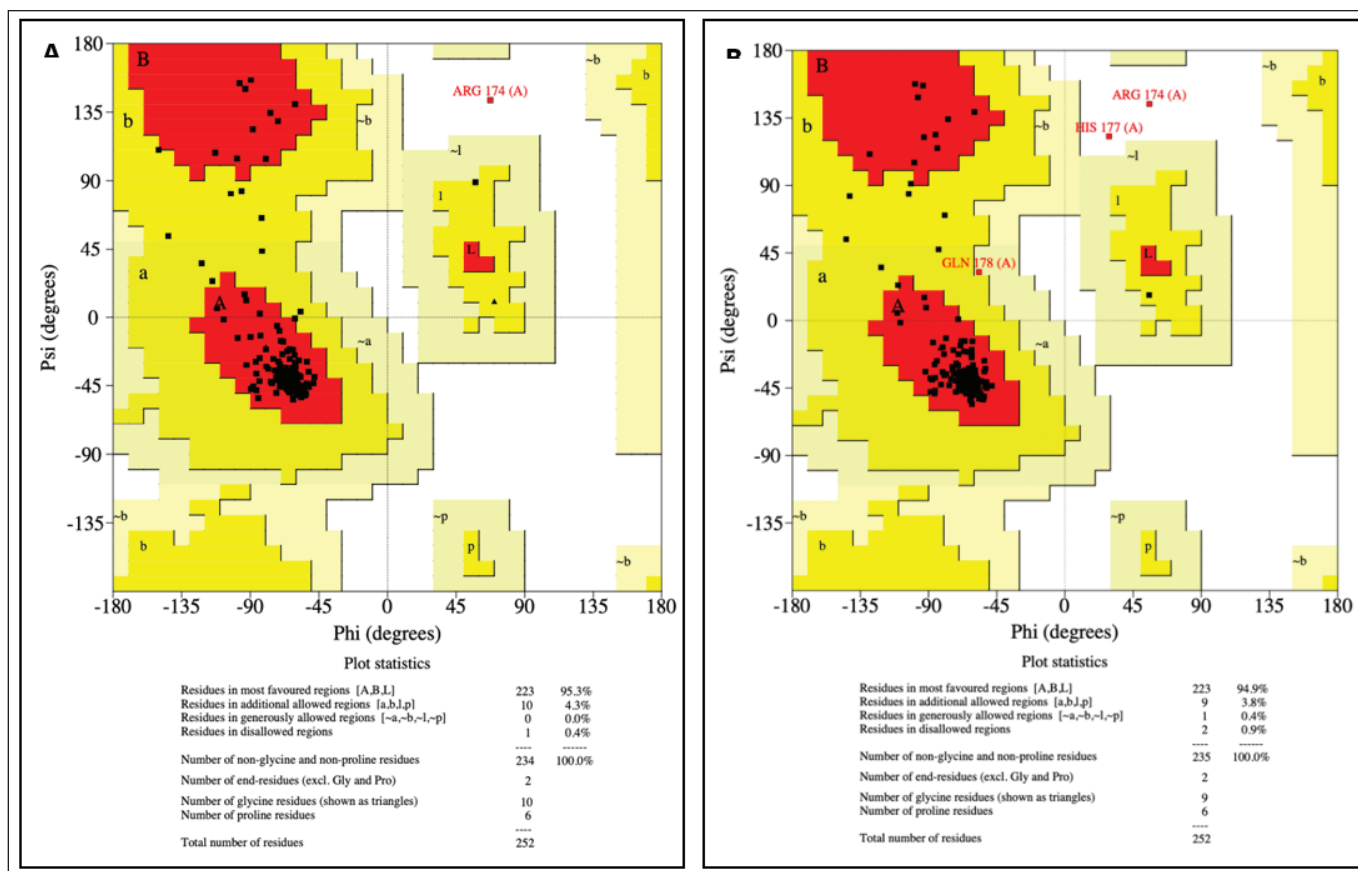 A
B
b
~b
~b
b
ARG 174 (A)
~l
l
L
a
A
~a
~b
b
~p
p
~b
180
135
90
45
0
-45
-90
-135
-180
-135
-90
-45
0
45
90
135
180
Psi (degrees)
Phi (degrees)
Plot statistics
Residues in most favoured regions [A,B,L] 223 95.3%
Residues in additional allowed regions [a,b,l,p] 10 4.3%
Residues in generously allowed regions [~a,~b,~l,~p] 0 0.0%
Residues in disallowed regions 1 0.4%
---- ------
Number of non-glycine and non-proline residues 234 100.0%
Number of end-residues (excl. Gly and Pro) 2
Number of glycine residues (shown as triangles) 10
Number of proline residues 6
----
Total number of residues 252
B
B
b
~b
~b
b
ARG 174 (A)
HIS 177 (A)
~l
l
L
GLN 178 (A)
a
A
~a
~b
b
~p
p
~b
180
135
90
45
0
-45
-90
-135
-180
-135
-90
-45
0
45
90
135
180
Psi (degrees)
Phi (degrees)
Plot statistics
Residues in most favoured regions [A,B,L] 223 94.9%
Residues in additional allowed regions [a,b,l,p] 9 3.8%
Residues in generously allowed regions [~a,~b,~l,~p] 1 0.4%
Residues in disallowed regions 2 0.9%
---- ------
Number of non-glycine and non-proline residues 235 100.0%
Number of end-residues (excl. Gly and Pro) 2
Number of glycine residues (shown as triangles) 9
Number of proline residues 6
----
Total number of residues 252